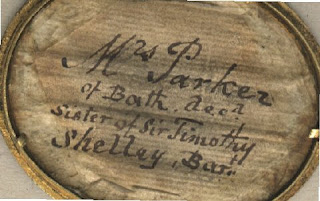 Mrs Parker
of Bath. decd.
Sister of Sir Timothy
Shelley, Bart.